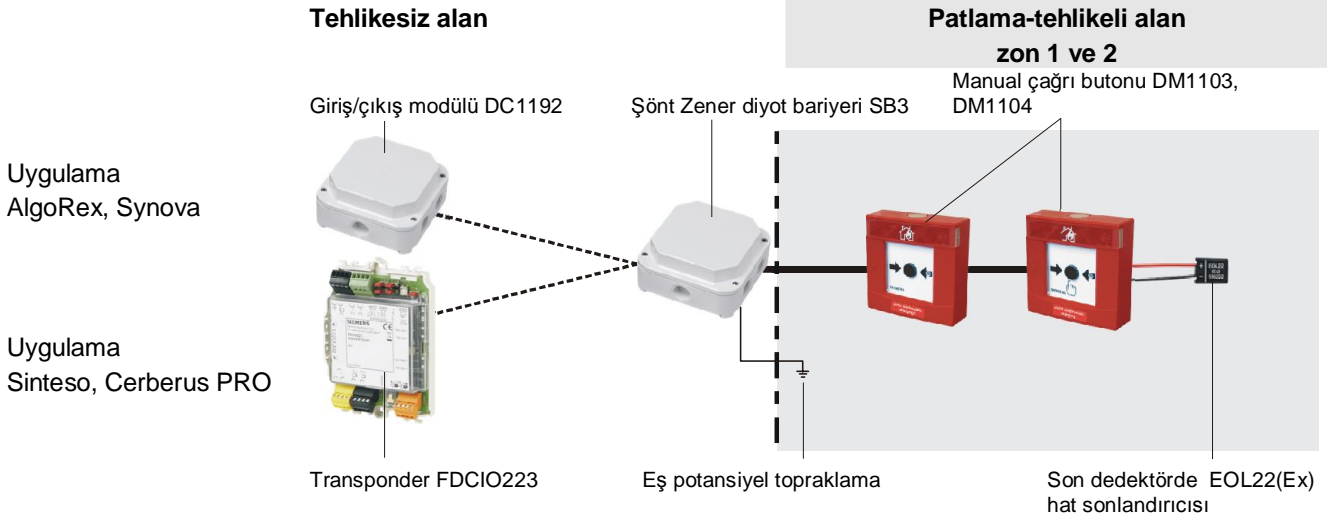 Tehlikesiz alan
Patlama-tehlikeli alan
zon 1 ve 2
Giriş/çıkış modülü DC1192
Şönt Zener diyot bariyeri SB3
Manual çağrı butonu DM1103,
DM1104
Uygulama
AlgoRex, Synova
SIEMENS
EOL22
Uygulama
Sinteso, Cerberus PRO
Transponder FDCIO223
Eş potansiyel topraklama
Son dedektörde EOL22(Ex)
hat sonlandırıcısı